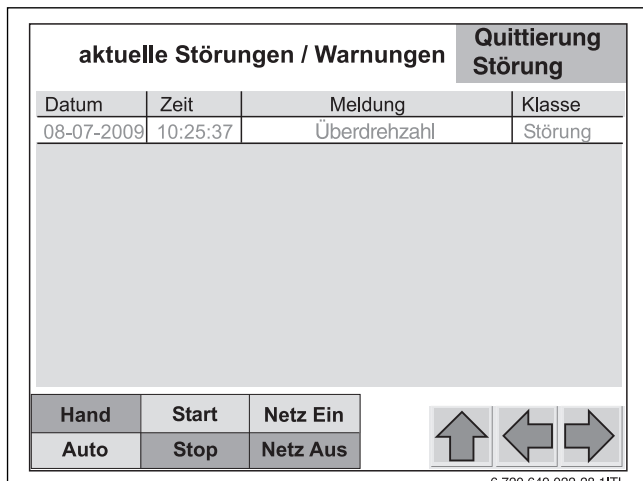 aktuelle Störungen / Warnungen
Quittierung
Störung
Datum Zeit Meldung Klasse
08-07-2009 10:25:37 Überdrehzahl Störung
Hand Start Netz Ein
Auto Stop Netz Aus